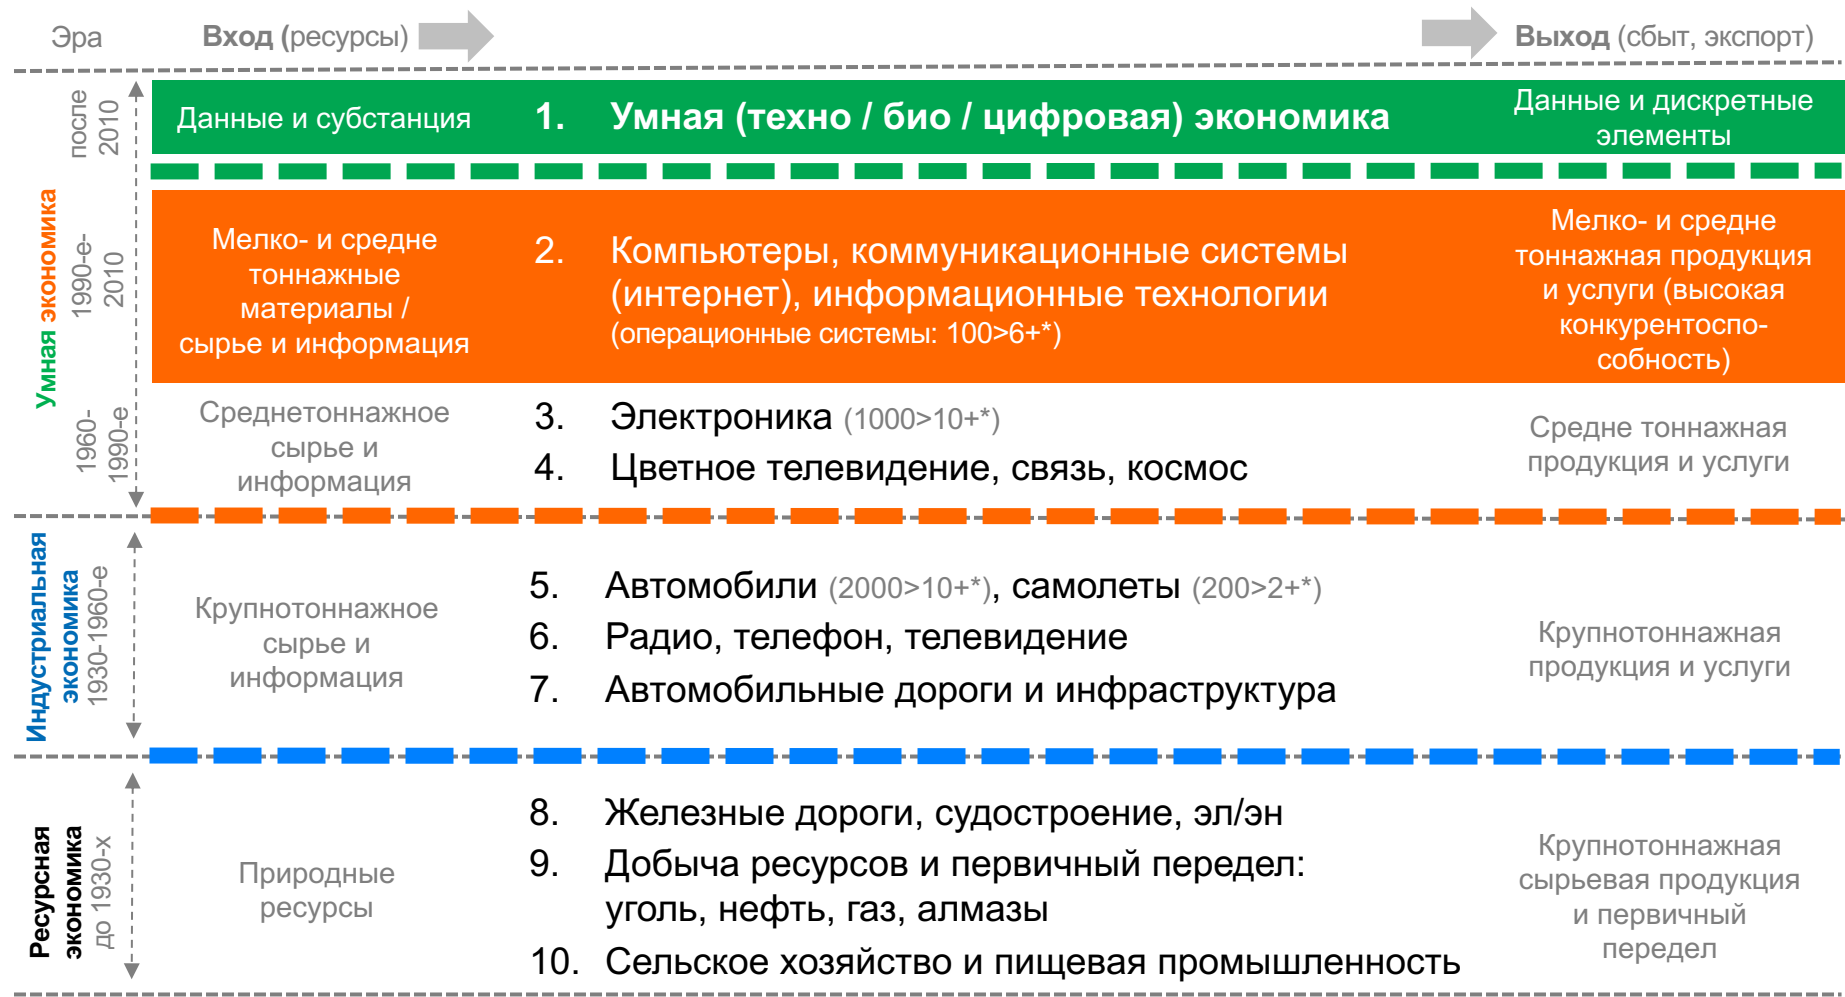 Эра
Вход (ресурсы)
Выход (сбыт, экспорт)
Умная экономика
после
2010
Данные и субстанция
1. Умная (техно / био / цифровая) экономика
Данные и дискретные
элементы
1990-е-
2010
Мелко- и средне
тоннажные
материалы /
сырье и информация
2. Компьютеры, коммуникационные системы
(интернет), информационные технологии
(операционные системы: 100>6+*)
Мелко- и средне
тоннажная продукция
и услуги (высокая
конкурентоспо-
собность)
1960-
1990-е
Среднетоннажное
сырье и
информация
3. Электроника (1000>10+*)
4. Цветное телевидение, связь, космос
Средне тоннажная
продукция и услуги
Индустриальная
экономика
1930-1960-е
Крупнотоннажное
сырье и
информация
5. Автомобили (2000>10+*), самолеты (200>2+*)
6. Радио, телефон, телевидение
7. Автомобильные дороги и инфраструктура
Крупнотоннажная
продукция и услуги
Ресурсная
экономика
до 1930-х
Природные
ресурсы
8. Железные дороги, судостроение, эл/эн
9. Добыча ресурсов и первичный передел:
уголь, нефть, газ, алмазы
10. Сельское хозяйство и пищевая промышленность
Крупнотоннажная
сырьевая продукция
и первичный
передел